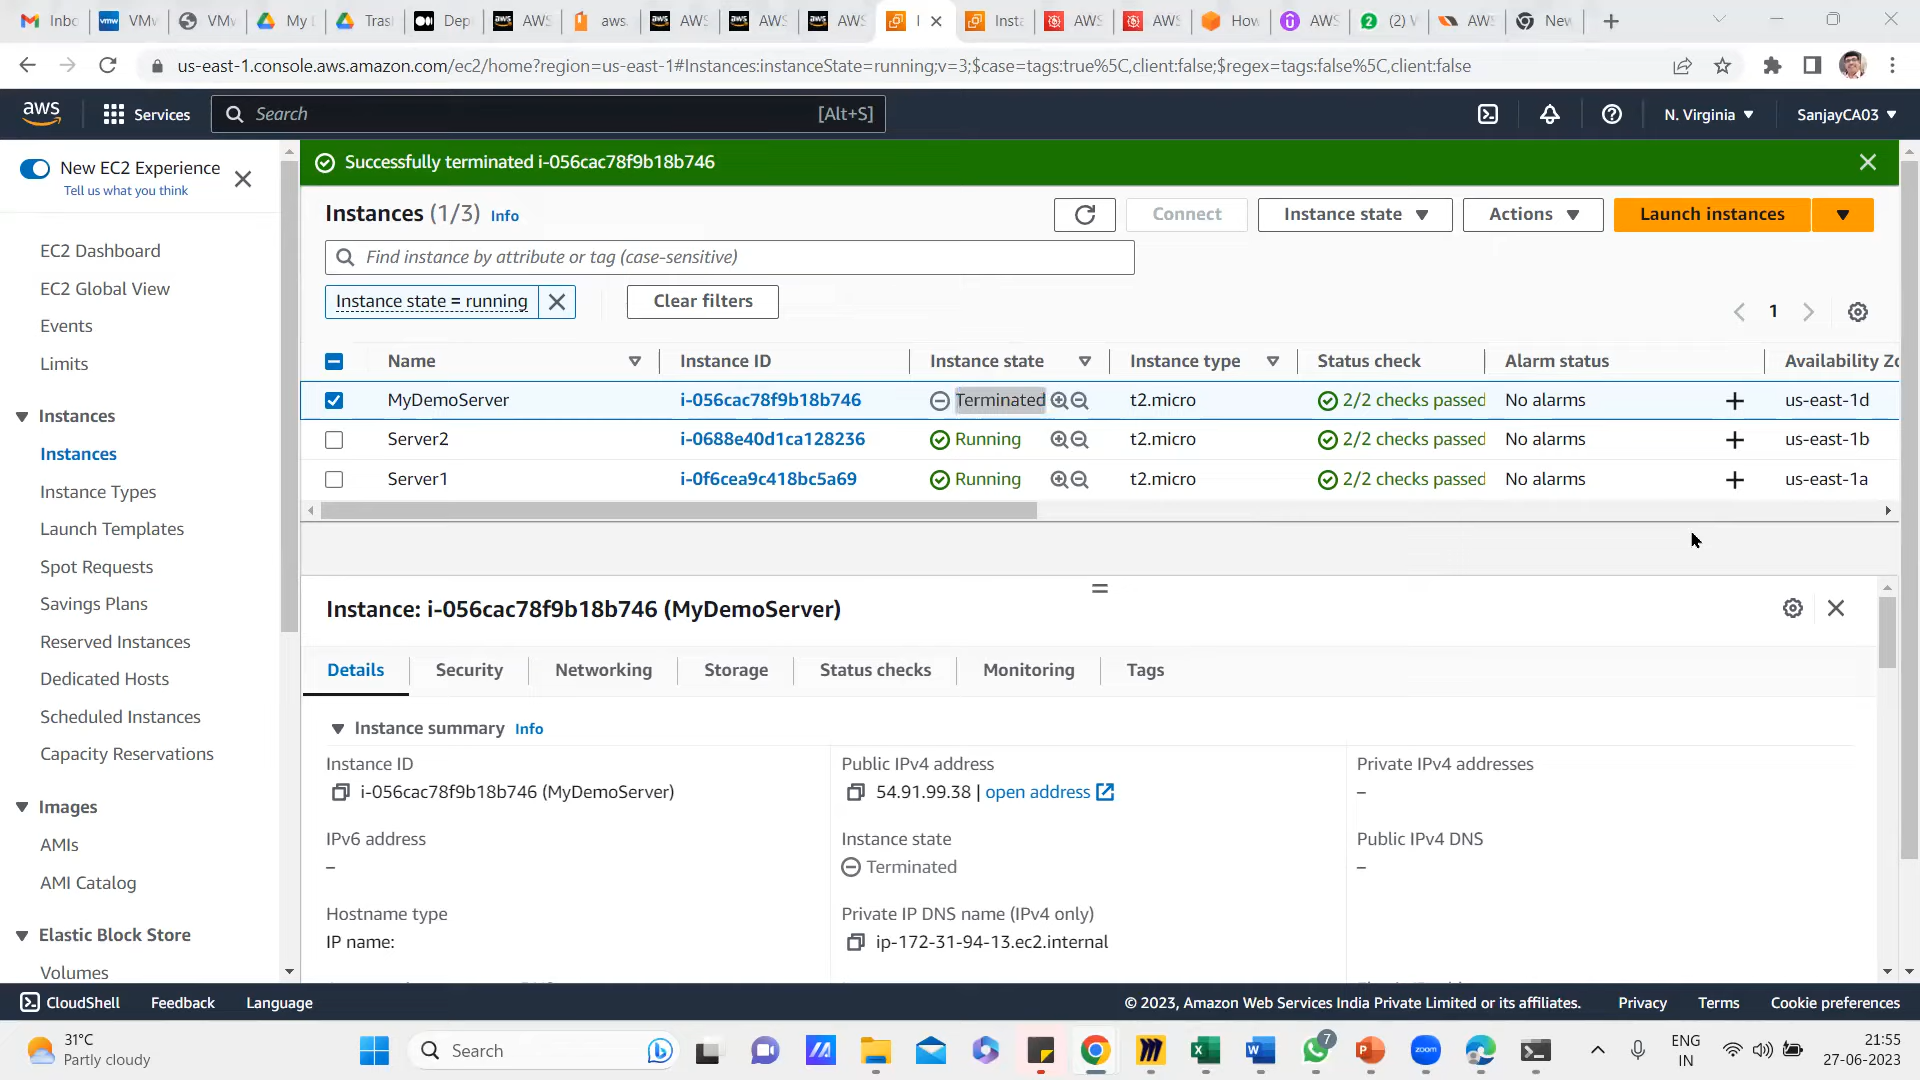 Inbc
VMw
VMw
My D
Tras
Dep
AWS
aws.
AWS
AWS
AWS
Insta
AWS
AWS
How
AWS
(2) W
AWS
New
us-east-1.console.aws.amazon.com/ec2/home?region=us-east-1#Instances:instanceState=running;v=3;$case=tags:true%5C,client:false;$regex=tags:false%5C,client:false
aws Services Search [Alt+S] N. Virginia SanjayCA03
New EC2 Experience
Tell us what you think
EC2 Dashboard
EC2 Global View
Events
Limits
Instances
Instances
Instance Types
Launch Templates
Spot Requests
Savings Plans
Reserved Instances
Dedicated Hosts
Scheduled Instances
Capacity Reservations
Images
AMIs
AMI Catalog
Elastic Block Store
Volumes
Successfully terminated i-056cac78f9b18b746
Instances (1/3) Info Connect Instance state Actions Launch instances
Find instance by attribute or tag (case-sensitive)
Instance state = running Clear filters
1
Name Instance ID Instance state Instance type Status check Alarm status Availability Zo
MyDemoServer i-056cac78f9b18b746 Terminated t2.micro 2/2 checks passed No alarms us-east-1d
Server2 i-0688e40d1ca128236 Running t2.micro 2/2 checks passed No alarms us-east-1b
Server1 i-0f6cea9c418bc5a69 Running t2.micro 2/2 checks passed No alarms us-east-1a
Instance: i-056cac78f9b18b746 (MyDemoServer)
Details Security Networking Storage Status checks Monitoring Tags
Instance summary Info
Instance ID
i-056cac78f9b18b746 (MyDemoServer)
Public IPv4 address
54.91.99.38 | open address
Private IPv4 addresses
–
IPv6 address
–
Instance state
Terminated
Public IPv4 DNS
–
Hostname type
IP name:
Private IP DNS name (IPv4 only)
ip-172-31-94-13.ec2.internal
CloudShell Feedback Language © 2023, Amazon Web Services India Private Limited or its affiliates. Privacy Terms Cookie preferences
31°C
Partly cloudy
Search
zoom
7
ENG
IN
21:55
27-06-2023